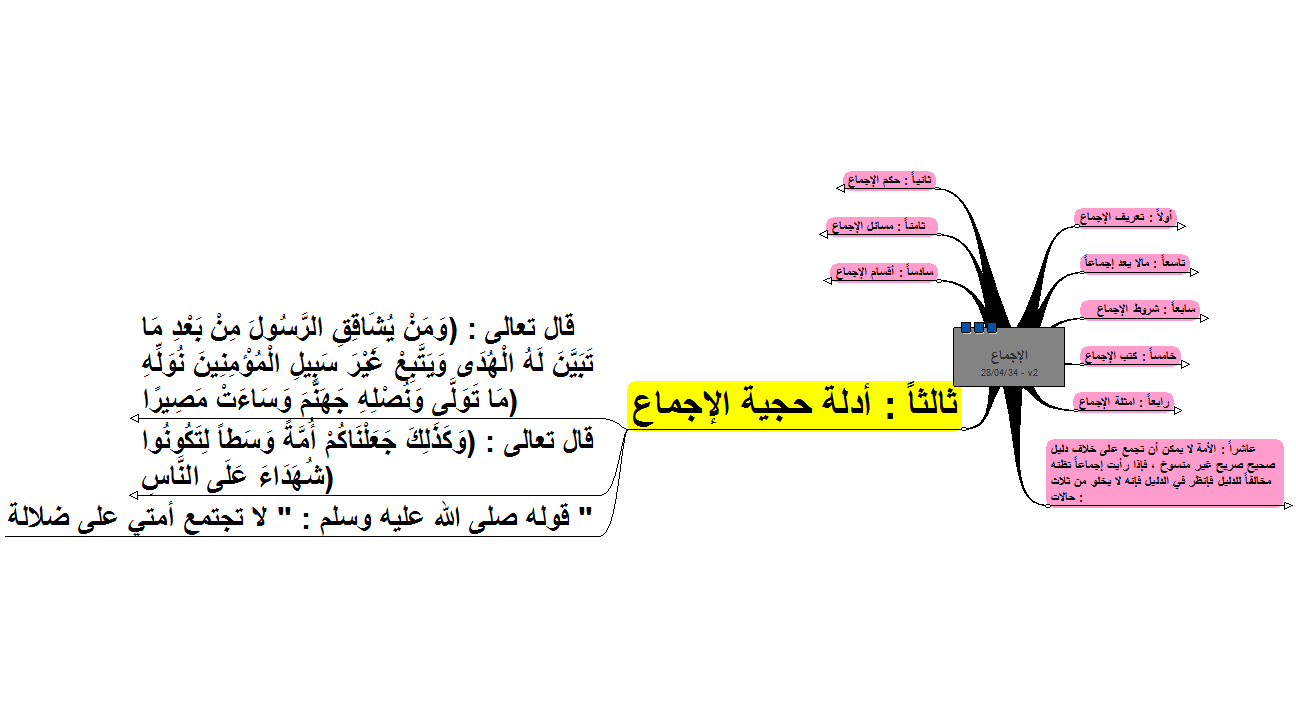 الإجماع
28/04/34 - v2
أولاً : تعريف الإجماع
تاسعاً : مالا يعد إجماعاً
سابعاً : شروط الإجماع
خامساً : كتب الإجماع
رابعاً : امثلة الإجماع
عاشراً : الأمة لا يمكن أن تجمع على خلاف دليل
صحيح صريح غير منسوخ ، فإذا رأيت إجماعاً تظنه
مخالفاً للدليل فإنظر في الدليل فإنه لا يخلو من ثلاث
حالات :
ثانياً : حكم الإجماع
ثامناً : مسائل الإجماع
سادساً : أقسام الإجماع
ثالثاً : أدلة حجية الإجماع
قال تعالى : (وَمَنْ يُشَاقِقِ الرَّسُولَ مِنْ بَعْدِ مَا
تَبَيَّنَ لَهُ الْهُدَى وَيَتَّبِعْ غَيْرَ سَبِيلِ الْمُؤْمِنِينَ نُوَلِّهِ
مَا تَوَلَّى وَنُصْلِهِ جَهَنَّمَ وَسَاءَتْ مَصِيرًا)
قال تعالى : (وَكَذَلِكَ جَعَلْنَاكُمْ أُمَّةً وَسَطاً لِتَكُونُوا
شُهَدَاءَ عَلَى النَّاسِ)
قوله صلى الله عليه وسلم : " لا تجتمع أمتي على ضلالة "